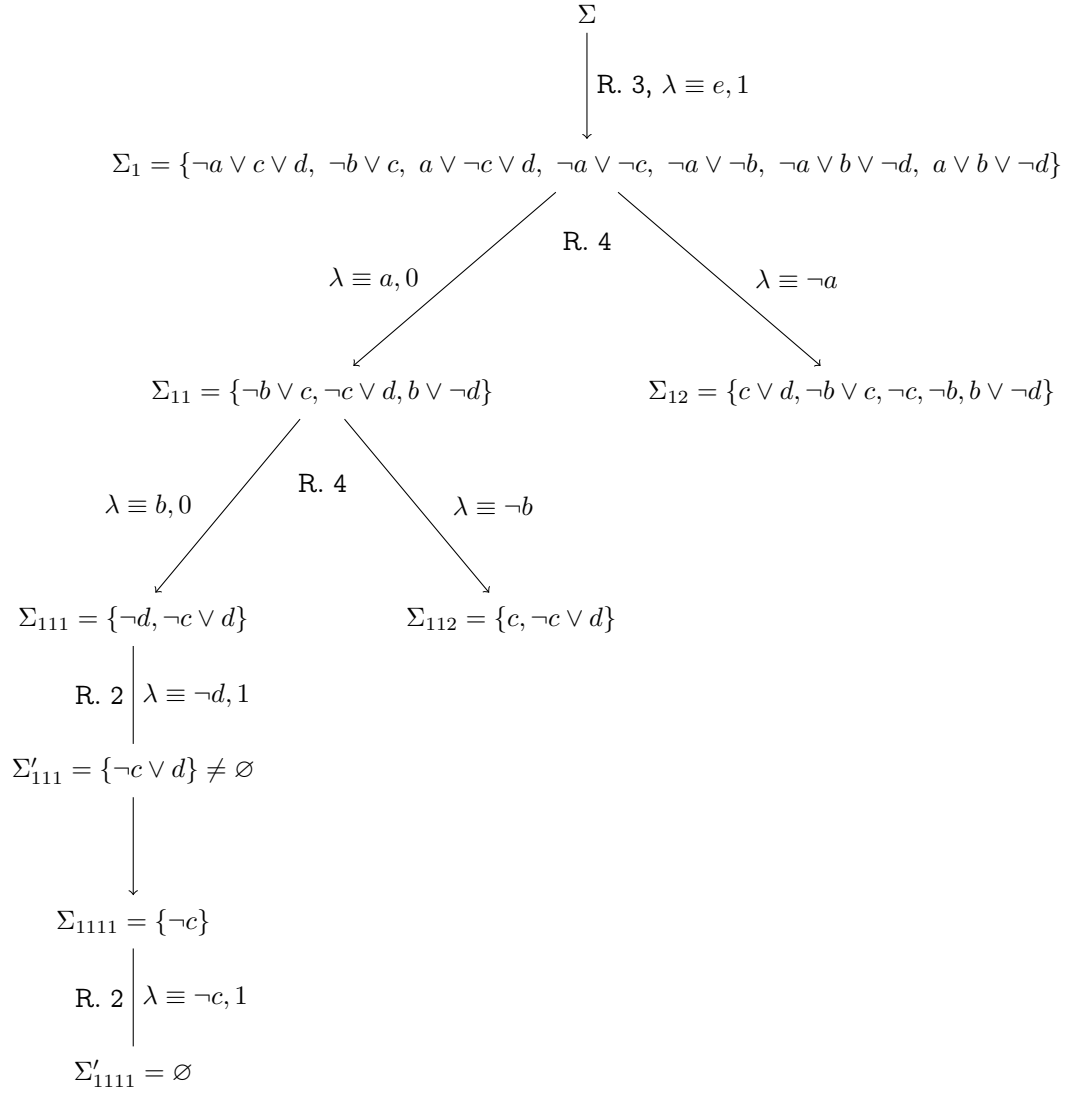 Σ
R. 3, λ ≡ e, 1
Σ₁ = {¬a ∨ c ∨ d, ¬b ∨ c, a ∨ ¬c ∨ d, ¬a ∨ ¬c, ¬a ∨ ¬b, ¬a ∨ b ∨ ¬d, a ∨ b ∨ ¬d}
R. 4
λ ≡ a, 0
λ ≡ ¬a
Σ₁₁ = {¬b ∨ c, ¬c ∨ d, b ∨ ¬d}
Σ₁₂ = {c ∨ d, ¬b ∨ c, ¬c, ¬b, b ∨ ¬d}
R. 4
λ ≡ b, 0
λ ≡ ¬b
Σ₁₁₁ = {¬d, ¬c ∨ d}
Σ₁₁₂ = {c, ¬c ∨ d}
R. 2
λ ≡ ¬d, 1
Σ′₁₁₁ = {¬c ∨ d} ≠ ∅
Σ₁₁₁₁ = {¬c}
R. 2
λ ≡ ¬c, 1
Σ′₁₁₁₁ = ∅